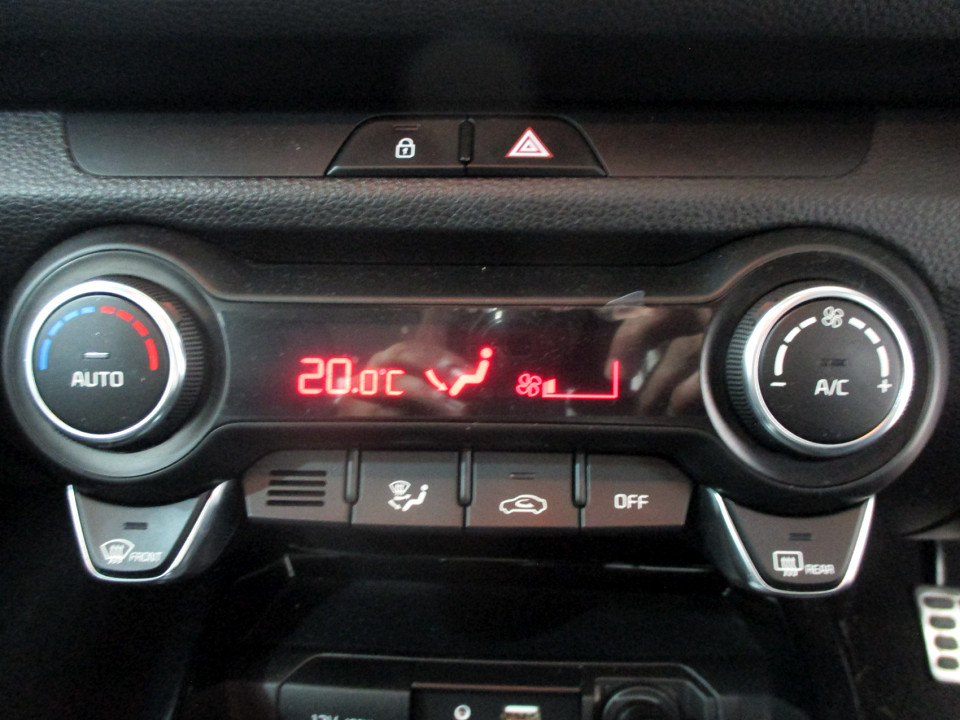 20.0°C
AUTO
- A/C +
OFF
FRONT
REAR